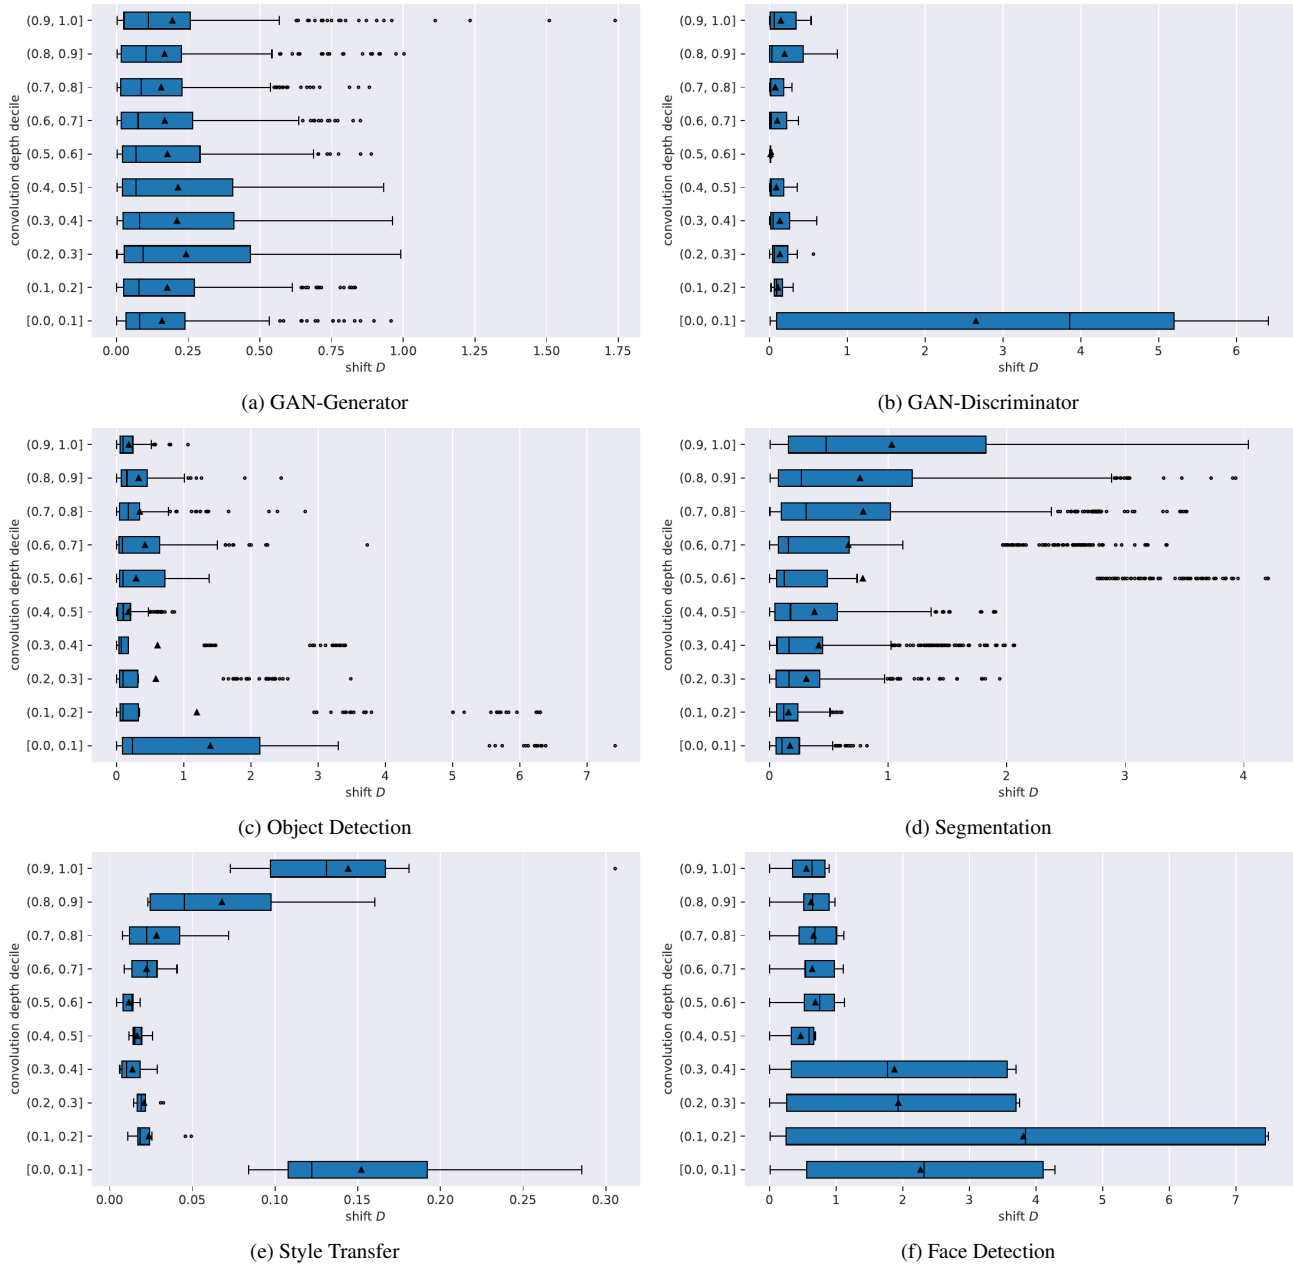 (0.9, 1.0]
(0.8, 0.9]
(0.7, 0.8]
(0.6, 0.7]
(0.5, 0.6]
(0.4, 0.5]
(0.3, 0.4]
(0.2, 0.3]
(0.1, 0.2]
[0.0, 0.1]
convolution depth decile
0.00 0.25 0.50 0.75 1.00 1.25 1.50 1.75
shift D
(a) GAN-Generator
(0.9, 1.0]
(0.8, 0.9]
(0.7, 0.8]
(0.6, 0.7]
(0.5, 0.6]
(0.4, 0.5]
(0.3, 0.4]
(0.2, 0.3]
(0.1, 0.2]
[0.0, 0.1]
convolution depth decile
0 1 2 3 4 5 6
shift D
(b) GAN-Discriminator
(0.9, 1.0]
(0.8, 0.9]
(0.7, 0.8]
(0.6, 0.7]
(0.5, 0.6]
(0.4, 0.5]
(0.3, 0.4]
(0.2, 0.3]
(0.1, 0.2]
[0.0, 0.1]
convolution depth decile
0 1 2 3 4 5 6 7
shift D
(c) Object Detection
(0.9, 1.0]
(0.8, 0.9]
(0.7, 0.8]
(0.6, 0.7]
(0.5, 0.6]
(0.4, 0.5]
(0.3, 0.4]
(0.2, 0.3]
(0.1, 0.2]
[0.0, 0.1]
convolution depth decile
0 1 2 3 4
shift D
(d) Segmentation
(0.9, 1.0]
(0.8, 0.9]
(0.7, 0.8]
(0.6, 0.7]
(0.5, 0.6]
(0.4, 0.5]
(0.3, 0.4]
(0.2, 0.3]
(0.1, 0.2]
[0.0, 0.1]
convolution depth decile
0.00 0.05 0.10 0.15 0.20 0.25 0.30
shift D
(e) Style Transfer
(0.9, 1.0]
(0.8, 0.9]
(0.7, 0.8]
(0.6, 0.7]
(0.5, 0.6]
(0.4, 0.5]
(0.3, 0.4]
(0.2, 0.3]
(0.1, 0.2]
[0.0, 0.1]
convolution depth decile
0 1 2 3 4 5 6 7
shift D
(f) Face Detection